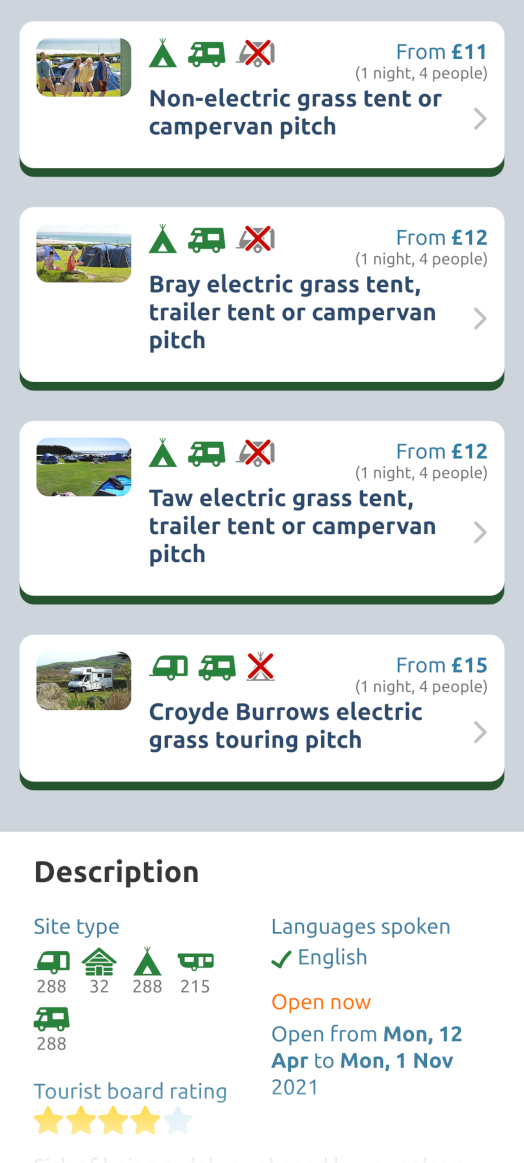 From £11
(1 night, 4 people)
Non-electric grass tent or
campervan pitch
From £12
(1 night, 4 people)
Bray electric grass tent,
trailer tent or campervan
pitch
From £12
(1 night, 4 people)
Taw electric grass tent,
trailer tent or campervan
pitch
From £15
(1 night, 4 people)
Croyde Burrows electric
grass touring pitch
Description
Site type
288 32 288 215
288
Tourist board rating
Languages spoken
English
Open now
Open from Mon, 12
Apr to Mon, 1 Nov
2021